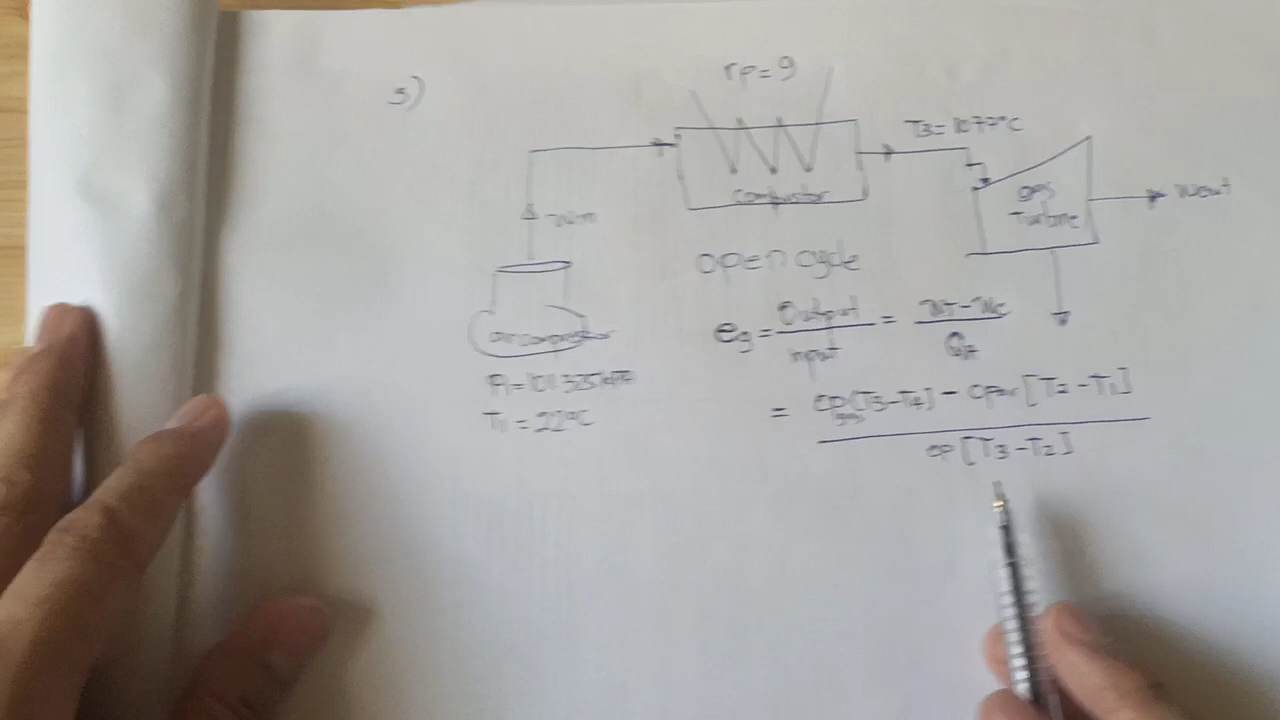 5)
rp = 9
T3 = 1077°C
combustor
gas
Turbine
Wout
Win
open cycle
air compressor
P1 = 101.325 kPa
T1 = 22°C
eg = Output / input = WT - Wc / QA
= cpgas [T3 - T4] - cpair [T2 - T1] / cp [T3 - T2]